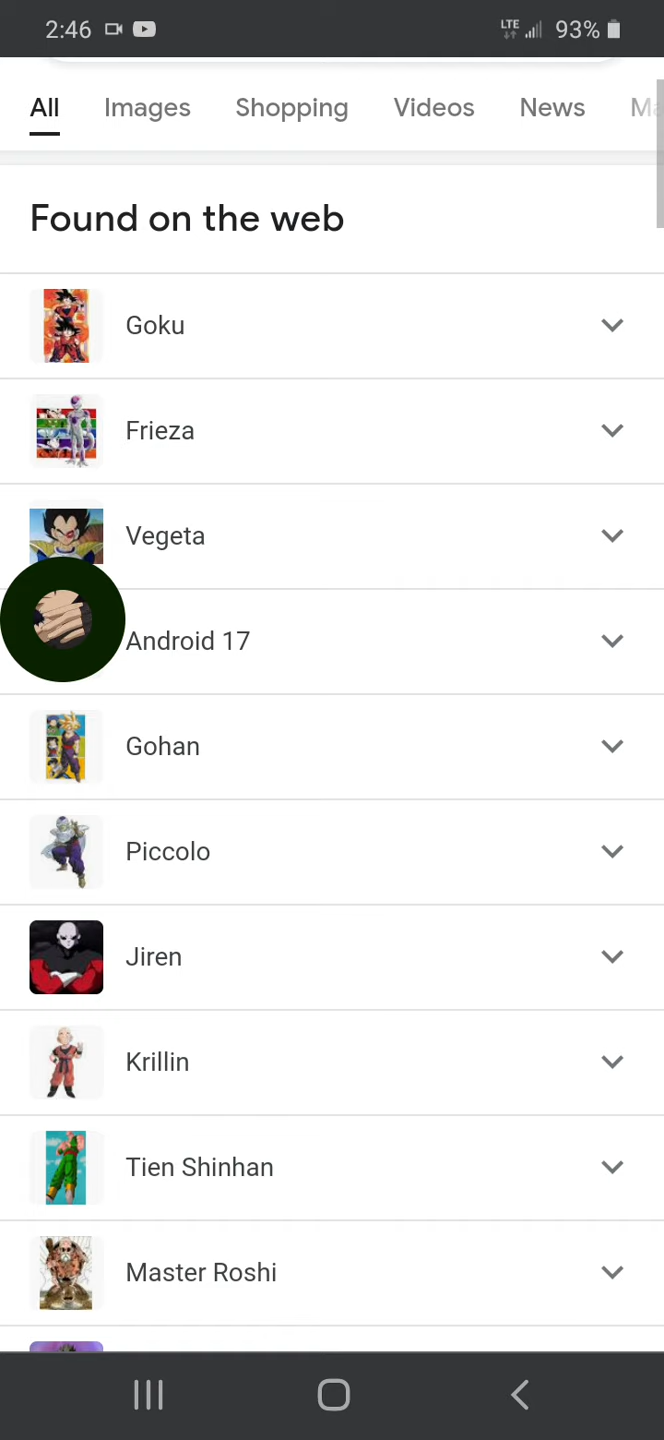 2:46
LTE 93%
All Images Shopping Videos News Ma
Found on the web
Goku
Frieza
Vegeta
Android 17
Gohan
Piccolo
Jiren
Krillin
Tien Shinhan
Master Roshi